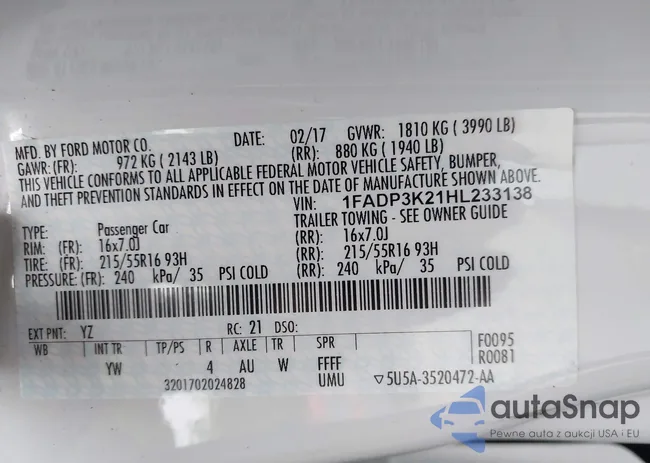 MFD. BY FORD MOTOR CO. DATE: 02/17 GVWR: 1810 KG ( 3990 LB)
GAWR: (FR): 972 KG ( 2143 LB) (RR): 880 KG ( 1940 LB)
THIS VEHICLE CONFORMS TO ALL APPLICABLE FEDERAL MOTOR VEHICLE SAFETY, BUMPER,
AND THEFT PREVENTION STANDARDS IN EFFECT ON THE DATE OF MANUFACTURE SHOWN ABOVE.
VIN: 1FADP3K21HL233138
TYPE: Passenger Car TRAILER TOWING - SEE OWNER GUIDE
RIM: (FR): 16x7.0J (RR): 16x7.0J
TIRE: (FR): 215/55R16 93H (RR): 215/55R16 93H
PRESSURE: (FR): 240 kPa/ 35 PSI COLD (RR): 240 kPa/ 35 PSI COLD
EXT PNT: YZ RC: 21 DSO:
WB INT TR TP/PS R AXLE TR SPR F0095
YW 4 AU W FFFF R0081
3201702024828 UMU ▽5U5A-3520472-AA
autaSnap
Pewne auta z aukcji USA i EU